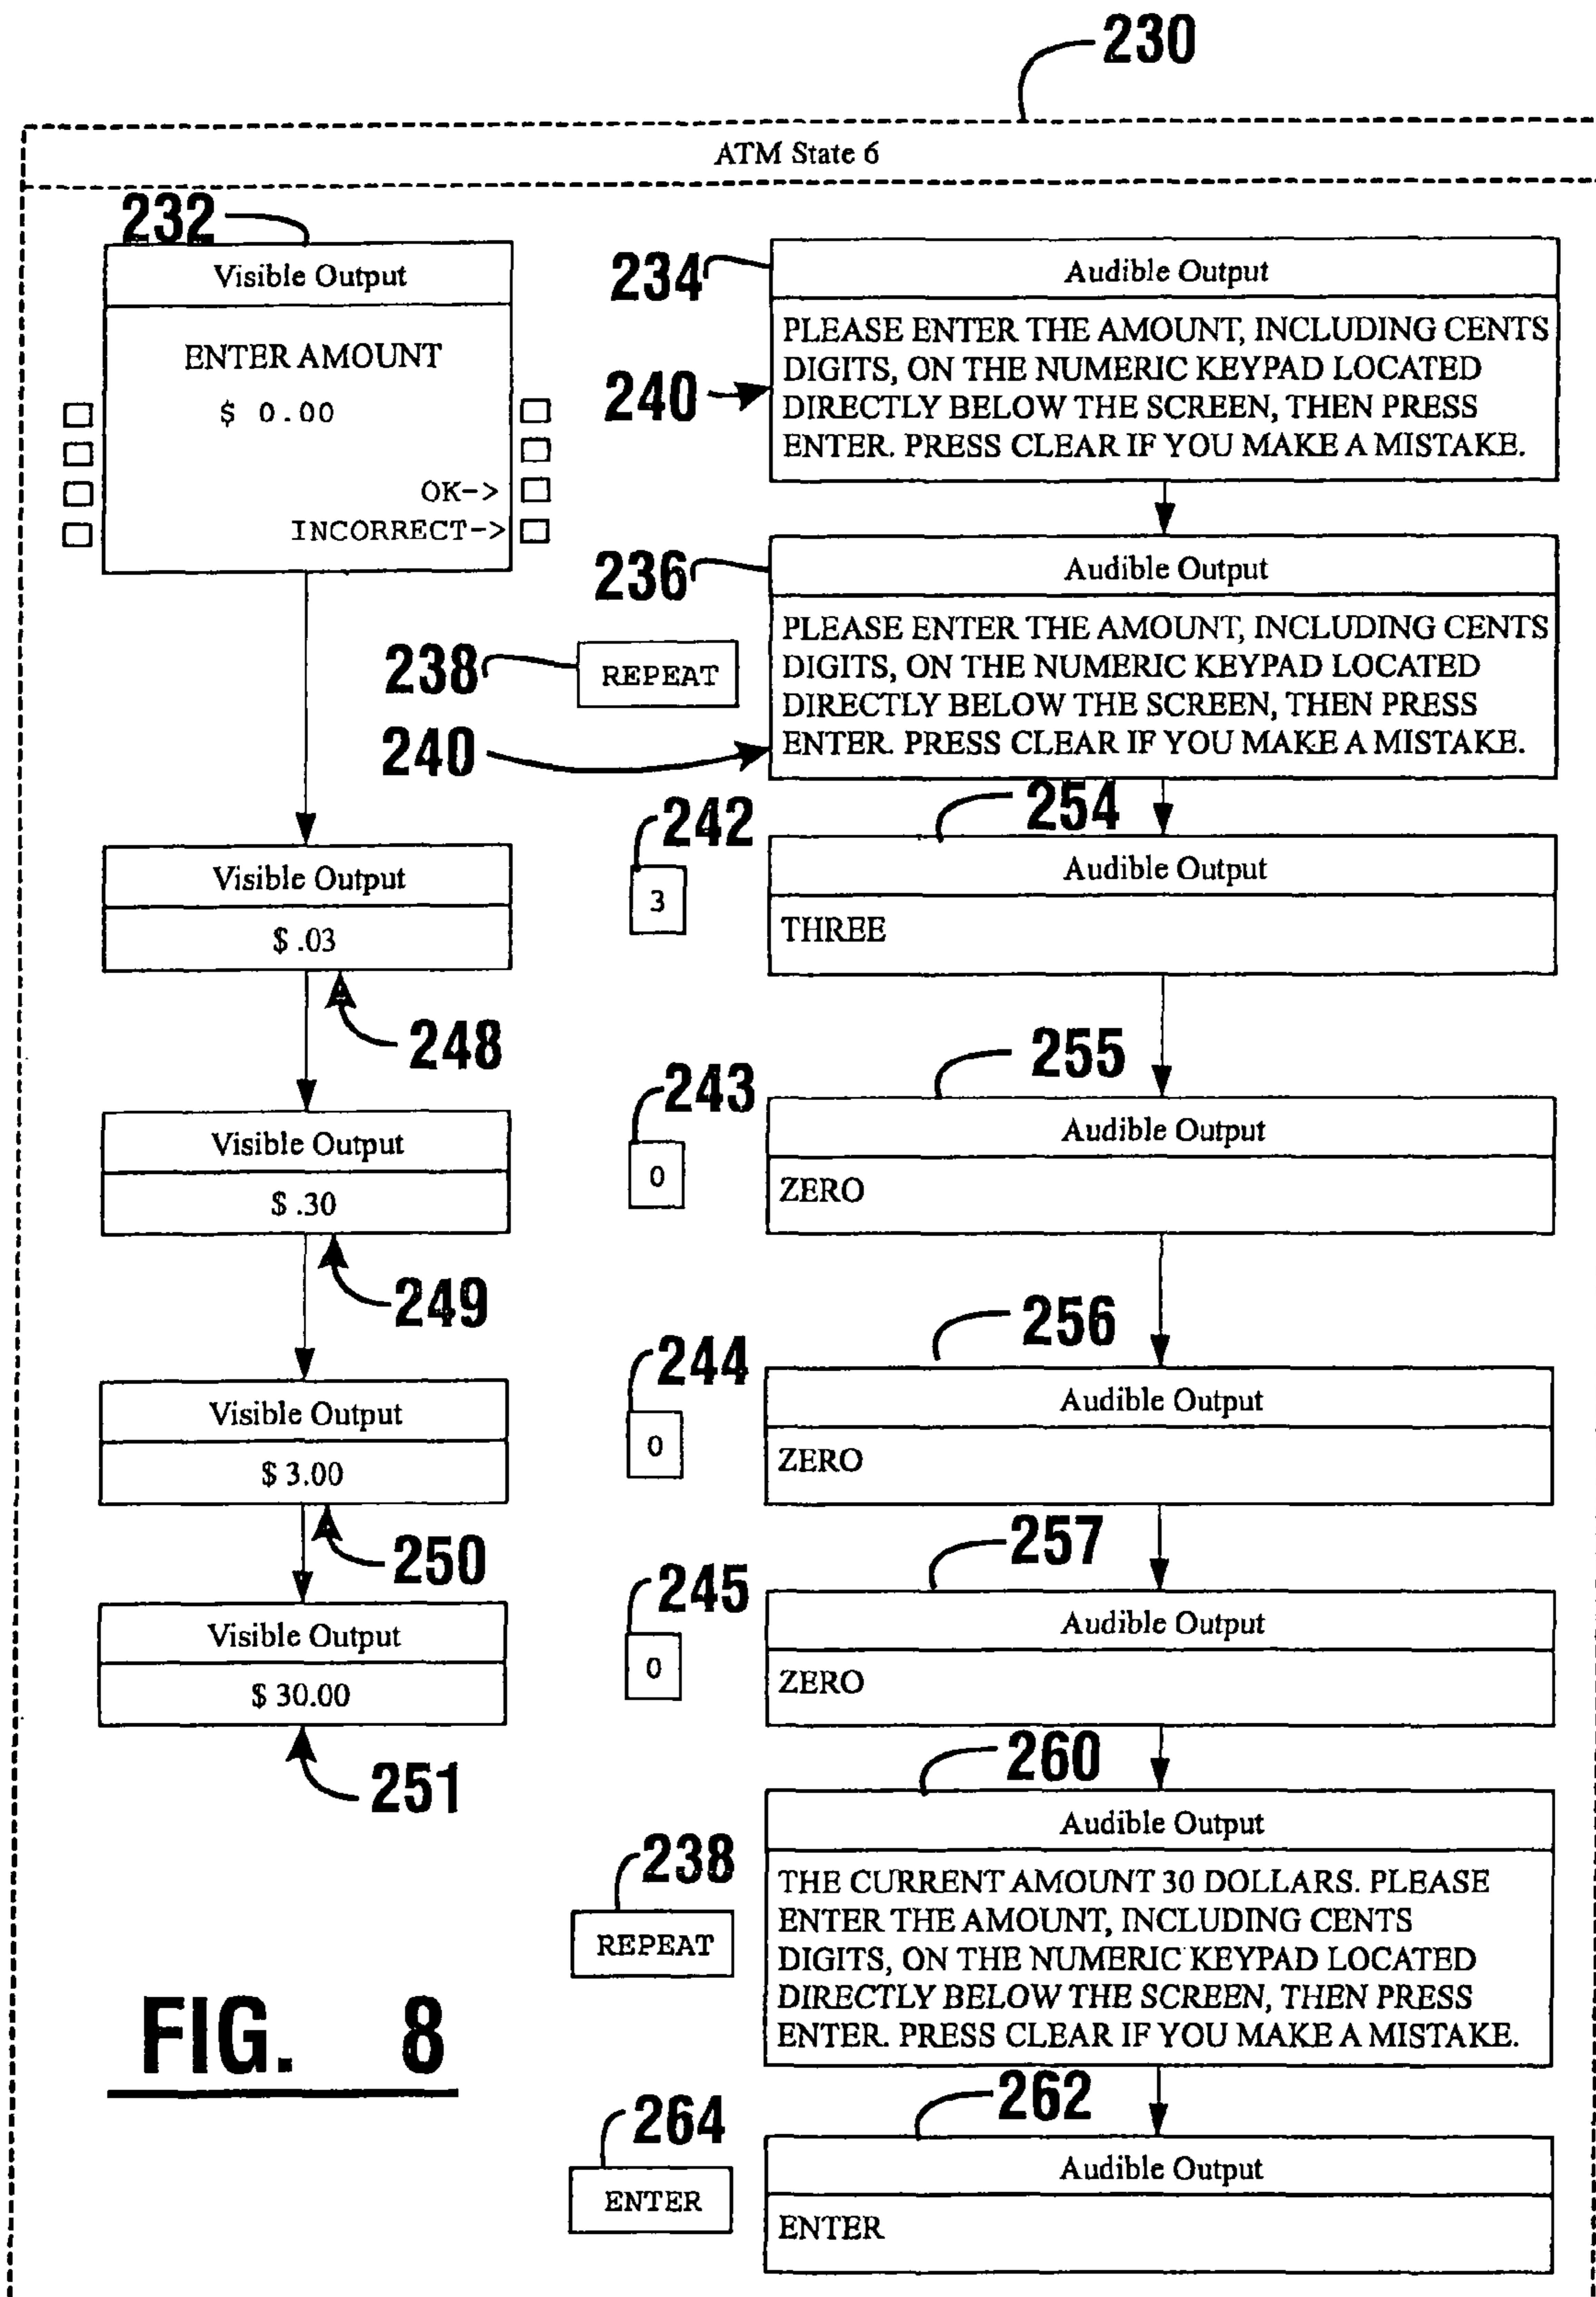 230
ATM State 6
232
Visible Output
ENTER AMOUNT
$ 0.00
OK->
INCORRECT->
234
Audible Output
240
PLEASE ENTER THE AMOUNT, INCLUDING CENTS
DIGITS, ON THE NUMERIC KEYPAD LOCATED
DIRECTLY BELOW THE SCREEN, THEN PRESS
ENTER. PRESS CLEAR IF YOU MAKE A MISTAKE.
236
Audible Output
238
REPEAT
240
PLEASE ENTER THE AMOUNT, INCLUDING CENTS
DIGITS, ON THE NUMERIC KEYPAD LOCATED
DIRECTLY BELOW THE SCREEN, THEN PRESS
ENTER. PRESS CLEAR IF YOU MAKE A MISTAKE.
Visible Output
$ .03
248
242
3
254
Audible Output
THREE
Visible Output
$ .30
249
243
0
255
Audible Output
ZERO
Visible Output
$ 3.00
250
244
0
256
Audible Output
ZERO
Visible Output
$ 30.00
251
245
0
257
Audible Output
ZERO
260
Audible Output
238
REPEAT
THE CURRENT AMOUNT 30 DOLLARS. PLEASE
ENTER THE AMOUNT, INCLUDING CENTS
DIGITS, ON THE NUMERIC KEYPAD LOCATED
DIRECTLY BELOW THE SCREEN, THEN PRESS
ENTER. PRESS CLEAR IF YOU MAKE A MISTAKE.
FIG. 8
264
ENTER
262
Audible Output
ENTER